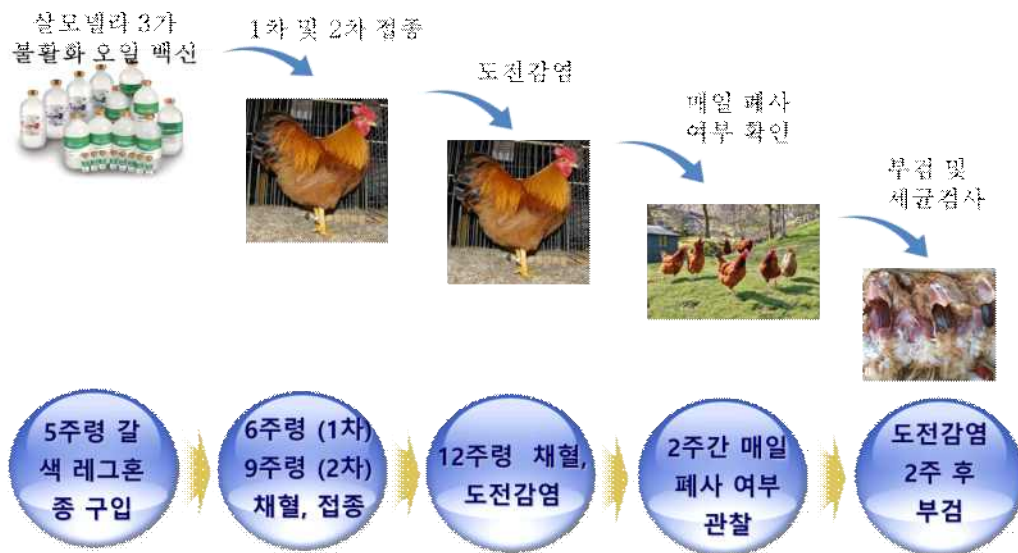 살모넬라 3가
불활화 오일 백신
1차 및 2차 접종
도전감염
매일 폐사
여부 확인
부검 및
세균검사
5주령 갈
색 레그혼
종 구입
6주령 (1차)
9주령 (2차)
채혈, 접종
12주령 채혈,
도전감염
2주간 매일
폐사 여부
관찰
도전감염
2주 후
부검